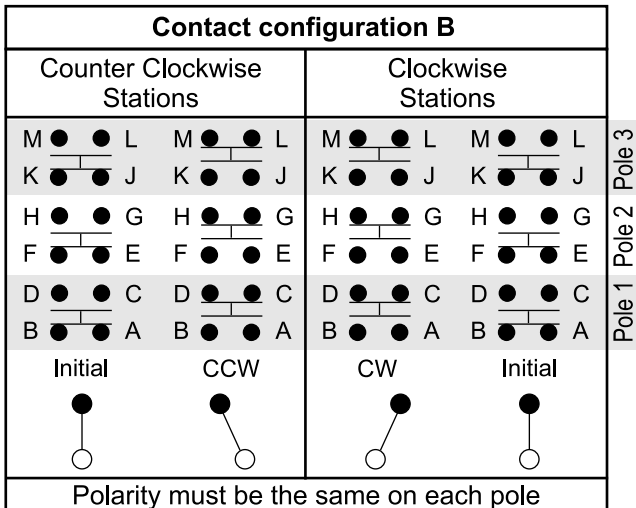 Contact configuration B
Counter Clockwise Clockwise
Stations Stations
M L M L M L M L
K J K J K J K J
Pole 3
H G H G H G H G
F E F E F E F E
Pole 2
D C D C D C D C
B A B A B A B A
Pole 1
Initial CCW CW Initial
Polarity must be the same on each pole